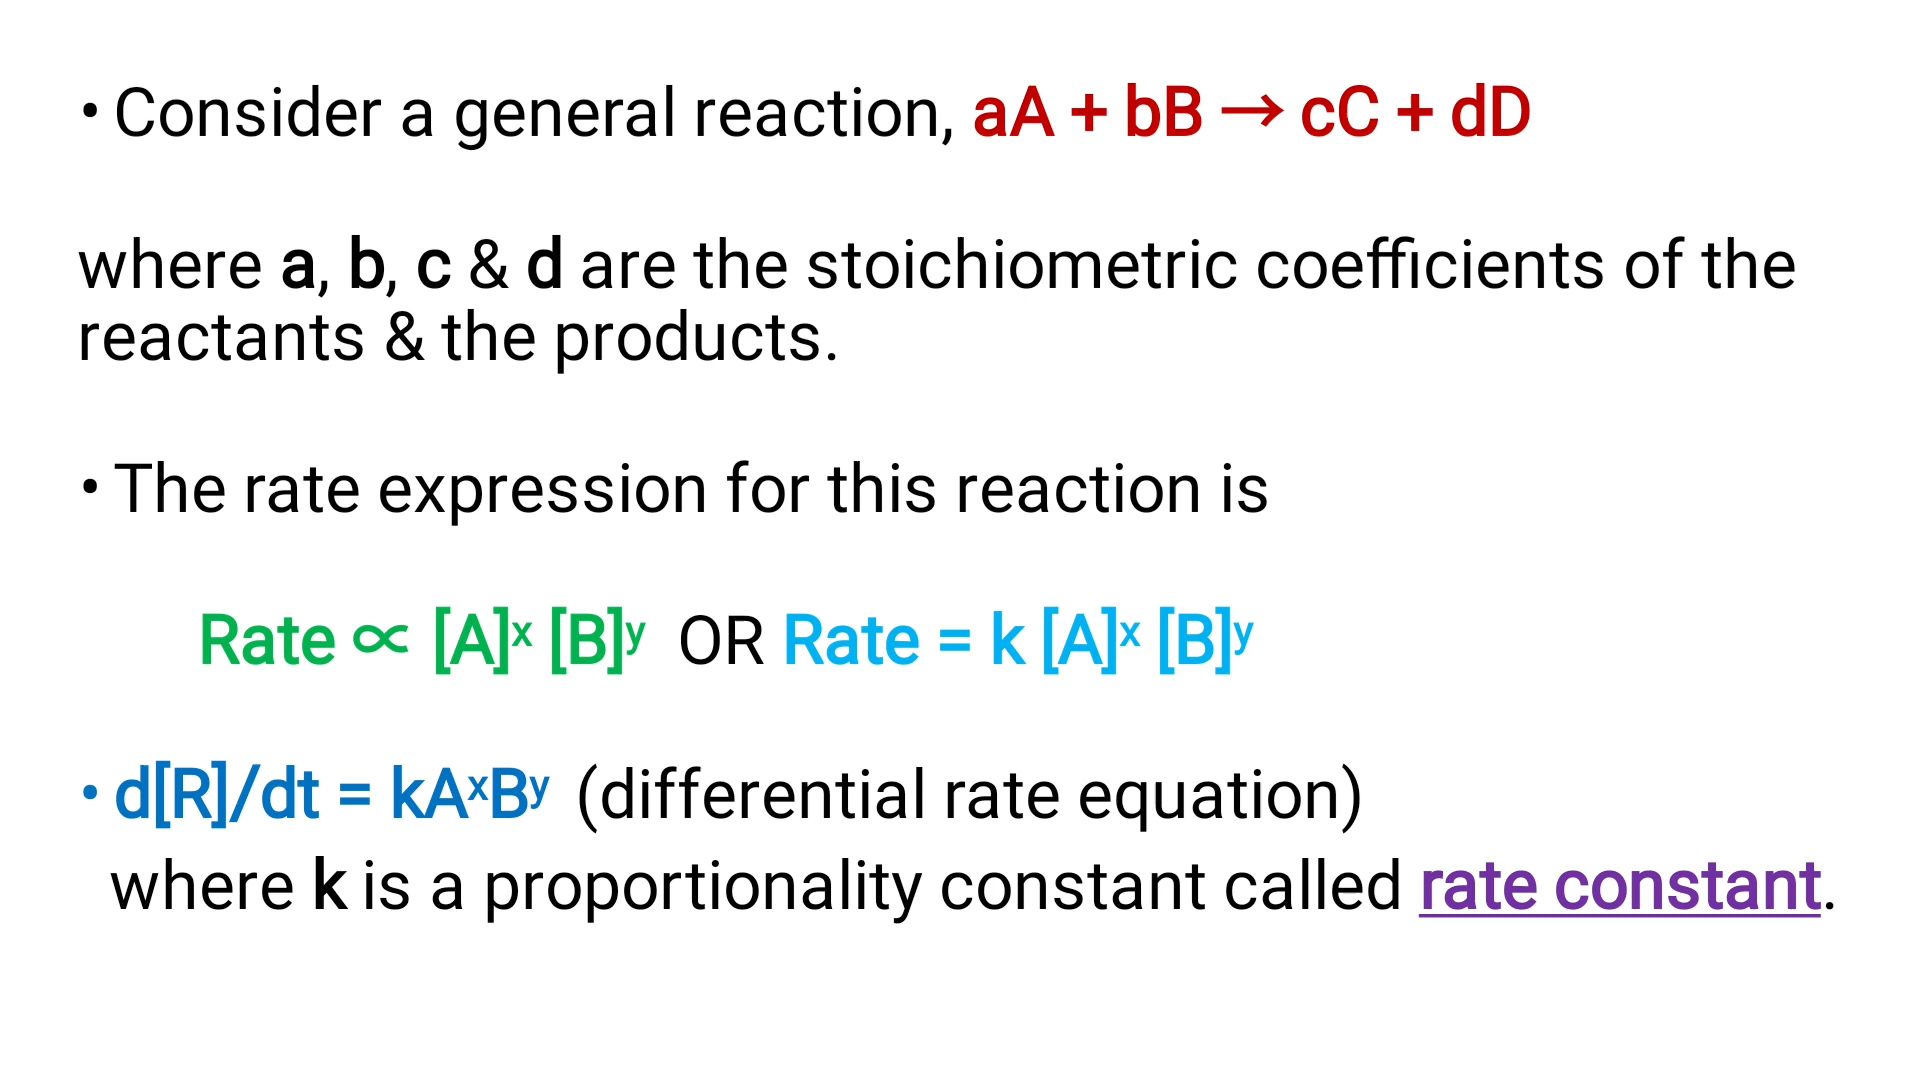 • Consider a general reaction, aA + bB → cC + dD
where a, b, c & d are the stoichiometric coefficients of the
reactants & the products.
• The rate expression for this reaction is
Rate ∝ [A]ˣ [B]ʸ OR Rate = k [A]ˣ [B]ʸ
• d[R]/dt = kAˣBʸ (differential rate equation)
where k is a proportionality constant called rate constant.